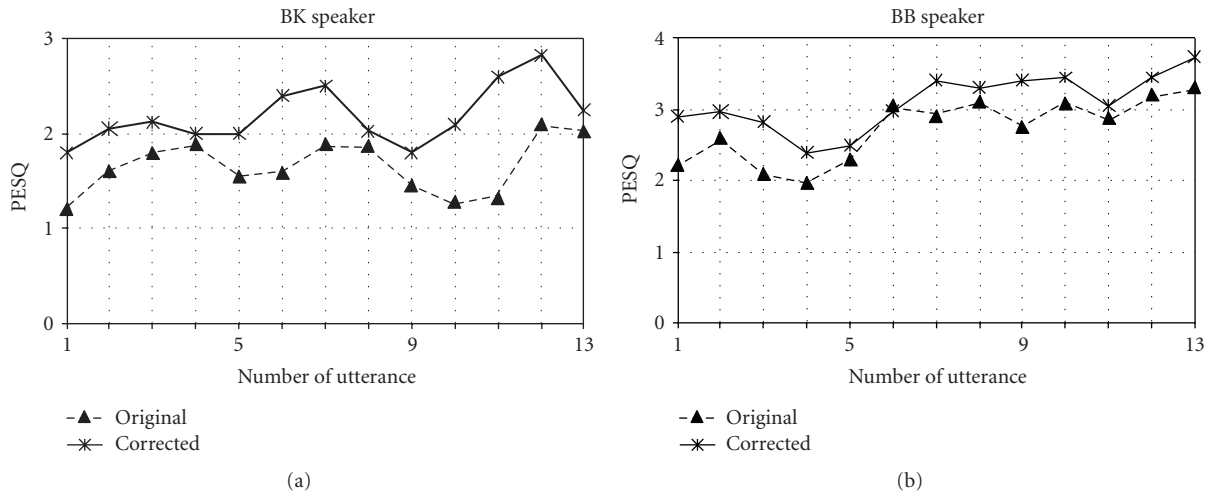 BK speaker
3
2
1
0
PESQ
1 5 9 13
Number of utterance
Original
Corrected
(a)
BB speaker
4
3
2
1
0
PESQ
1 5 9 13
Number of utterance
Original
Corrected
(b)